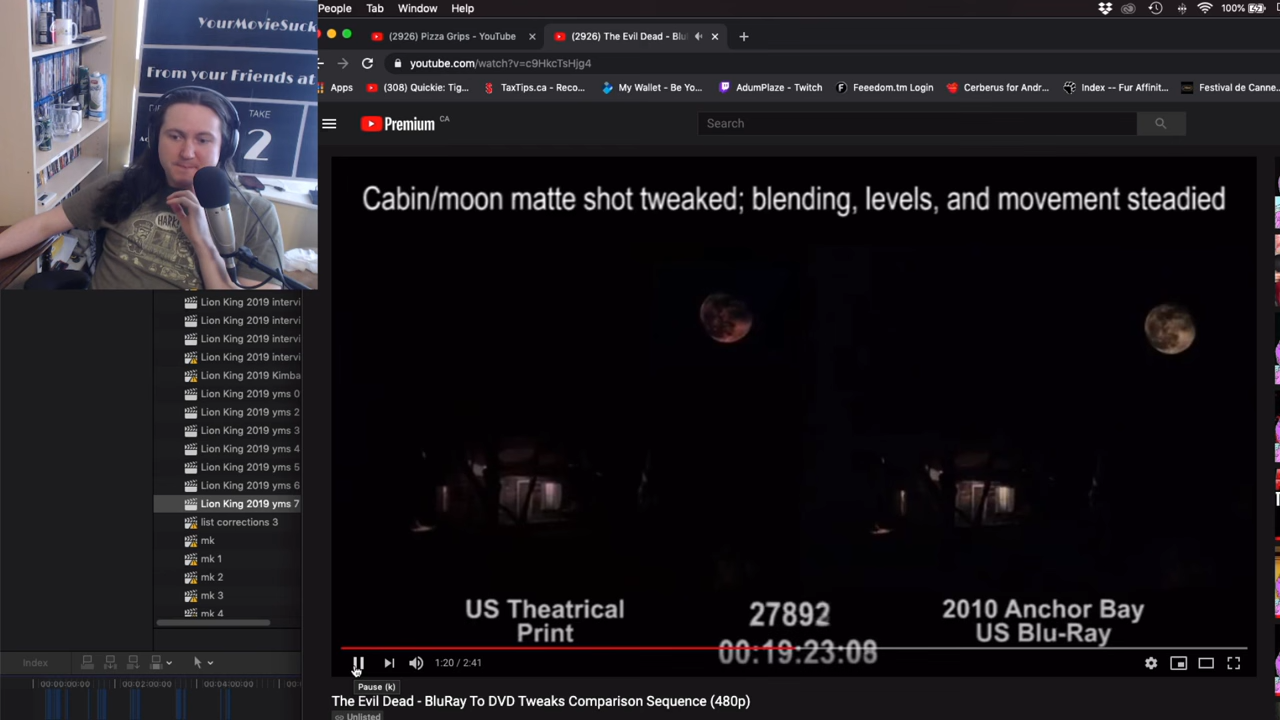 People Tab Window Help 100%
(2926) Pizza Grips - YouTube
(2926) The Evil Dead - Blu
youtube.com/watch?v=c9HkcTsHjg4
Apps (308) Quickie: Tig... TaxTips.ca - Reco... My Wallet - Be Yo... AdumPlaze - Twitch Feeedom.tm Login Cerberus for Andr... Index -- Fur Affinit... Festival de Canne...
Premium CA
Search
YourMovieSuck
From your Friends at
TAKE
2
Cabin/moon matte shot tweaked; blending, levels, and movement steadied
US Theatrical
Print
27892
00:19:23:08
2010 Anchor Bay
US Blu-Ray
1:20 / 2:41
Pause (k)
The Evil Dead - BluRay To DVD Tweaks Comparison Sequence (480p)
Unlisted
Lion King 2019 intervi
Lion King 2019 intervi
Lion King 2019 intervi
Lion King 2019 intervi
Lion King 2019 Kimba
Lion King 2019 yms 0
Lion King 2019 yms 2
Lion King 2019 yms 3
Lion King 2019 yms 4
Lion King 2019 yms 5
Lion King 2019 yms 6
Lion King 2019 yms 7
list corrections 3
mk
mk 1
mk 2
mk 3
mk 4
Index
00:00:00:00 00:02:00:00 00:04:00:00